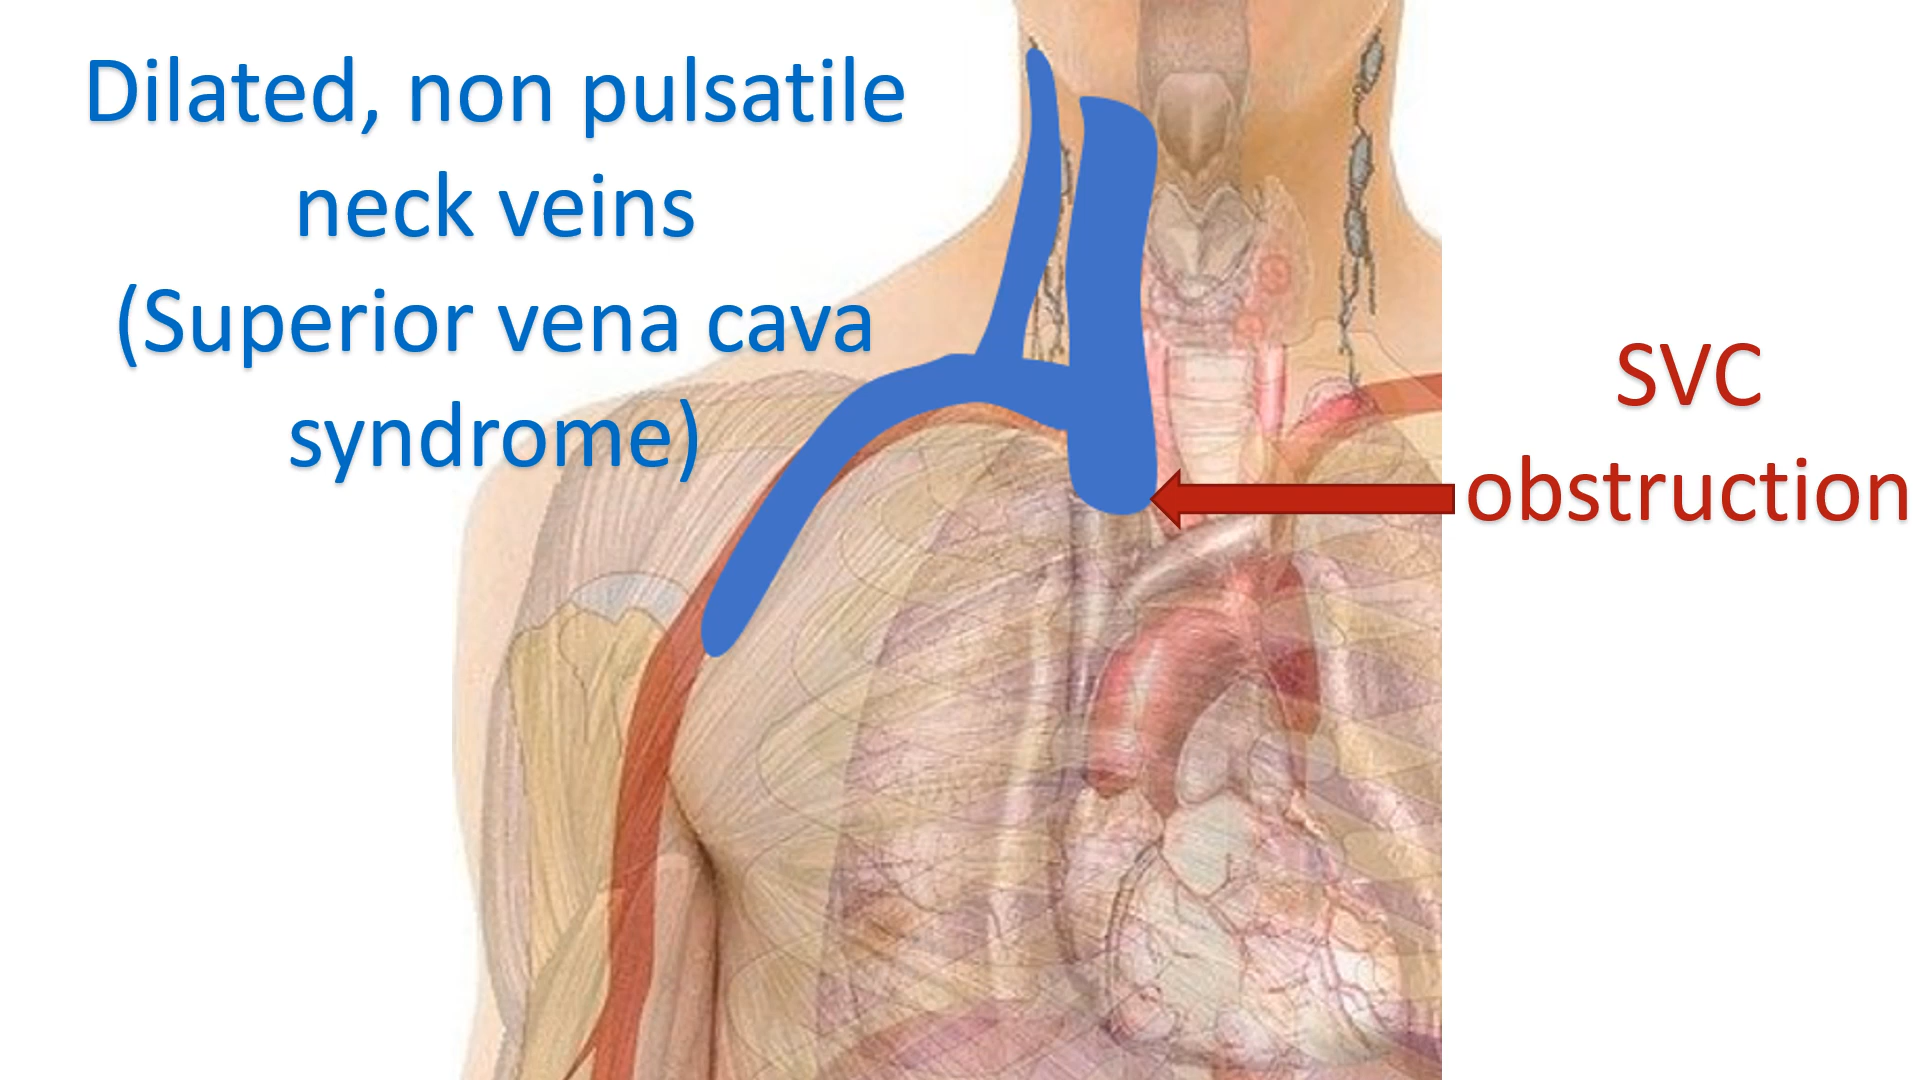 Dilated, non pulsatile
neck veins
(Superior vena cava
syndrome)
SVC
obstruction